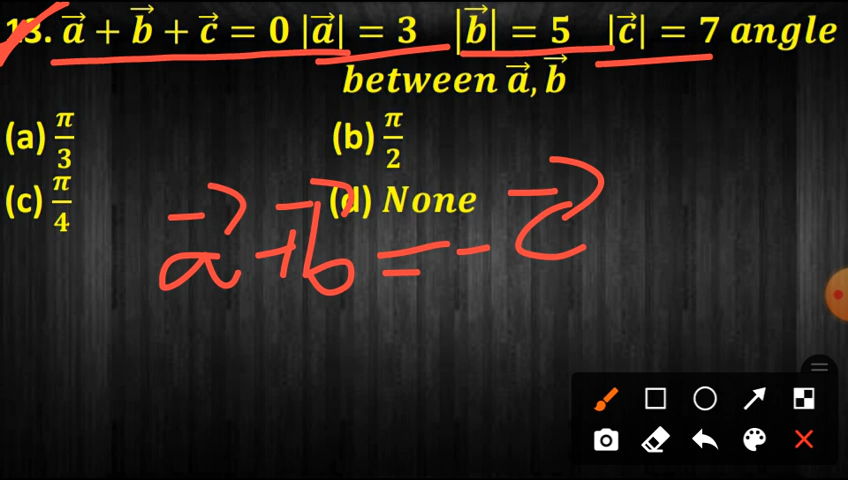 13. a⃗ + b⃗ + c⃗ = 0 |a⃗| = 3 |b⃗| = 5 |c⃗| = 7 angle
between a⃗, b⃗
(a) π/3 (b) π/2
(c) π/4 (d) None
a⃗ + b⃗ = - c⃗